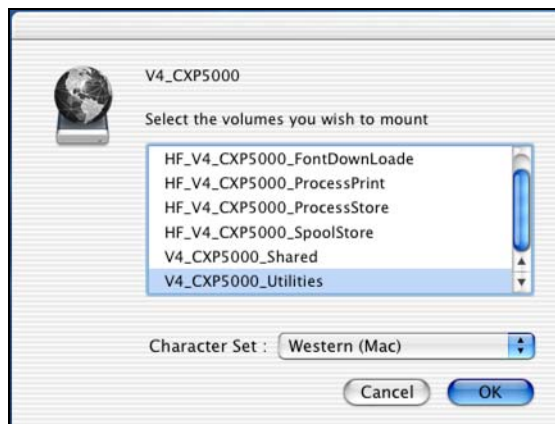 V4_CXP5000
Select the volumes you wish to mount
HF_V4_CXP5000_FontDownLoade
HF_V4_CXP5000_ProcessPrint
HF_V4_CXP5000_ProcessStore
HF_V4_CXP5000_SpoolStore
V4_CXP5000_Shared
V4_CXP5000_Utilities
Character Set : Western (Mac)
Cancel OK